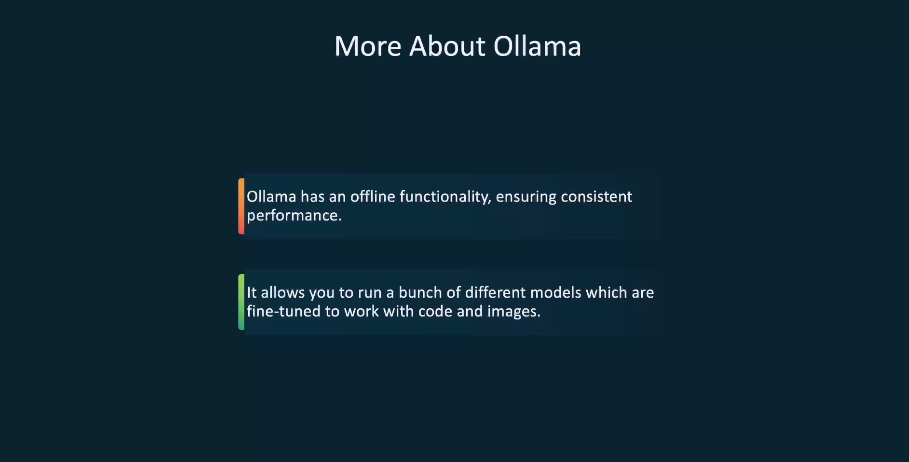 More About Ollama
Ollama has an offline functionality, ensuring consistent
performance.
It allows you to run a bunch of different models which are
fine-tuned to work with code and images.